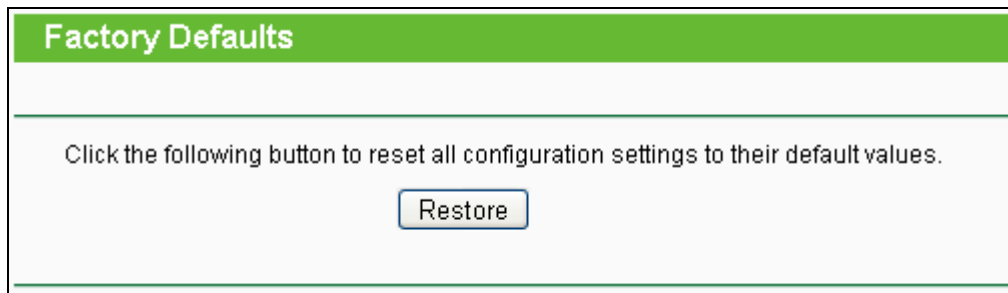 Factory Defaults
Click the following button to reset all configuration settings to their default values.
Restore